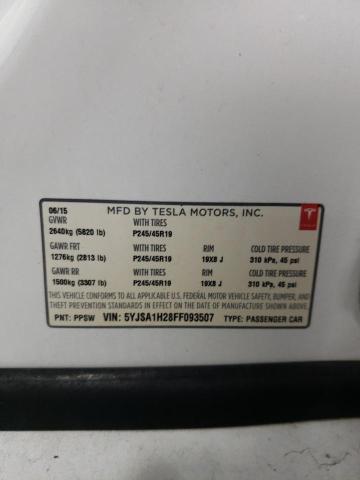 06/15 MFD BY TESLA MOTORS, INC.
GVWR WITH TIRES
2640kg (5820 lb) P245/45R19
GAWR FRT WITH TIRES RIM COLD TIRE PRESSURE
1276kg (2813 lb) P245/45R19 19X8 J 310 kPa, 45 psi
GAWR RR WITH TIRES RIM COLD TIRE PRESSURE
1500kg (3307 lb) P245/45R19 19X8 J 310 kPa, 45 psi
THIS VEHICLE CONFORMS TO ALL APPLICABLE U.S. FEDERAL MOTOR VEHICLE SAFETY, BUMPER, AND
THEFT PREVENTION STANDARDS IN EFFECT ON THE DATE OF MANUFACTURE SHOWN ABOVE.
PNT: PPSW VIN: 5YJSA1H28FF093507 TYPE: PASSENGER CAR